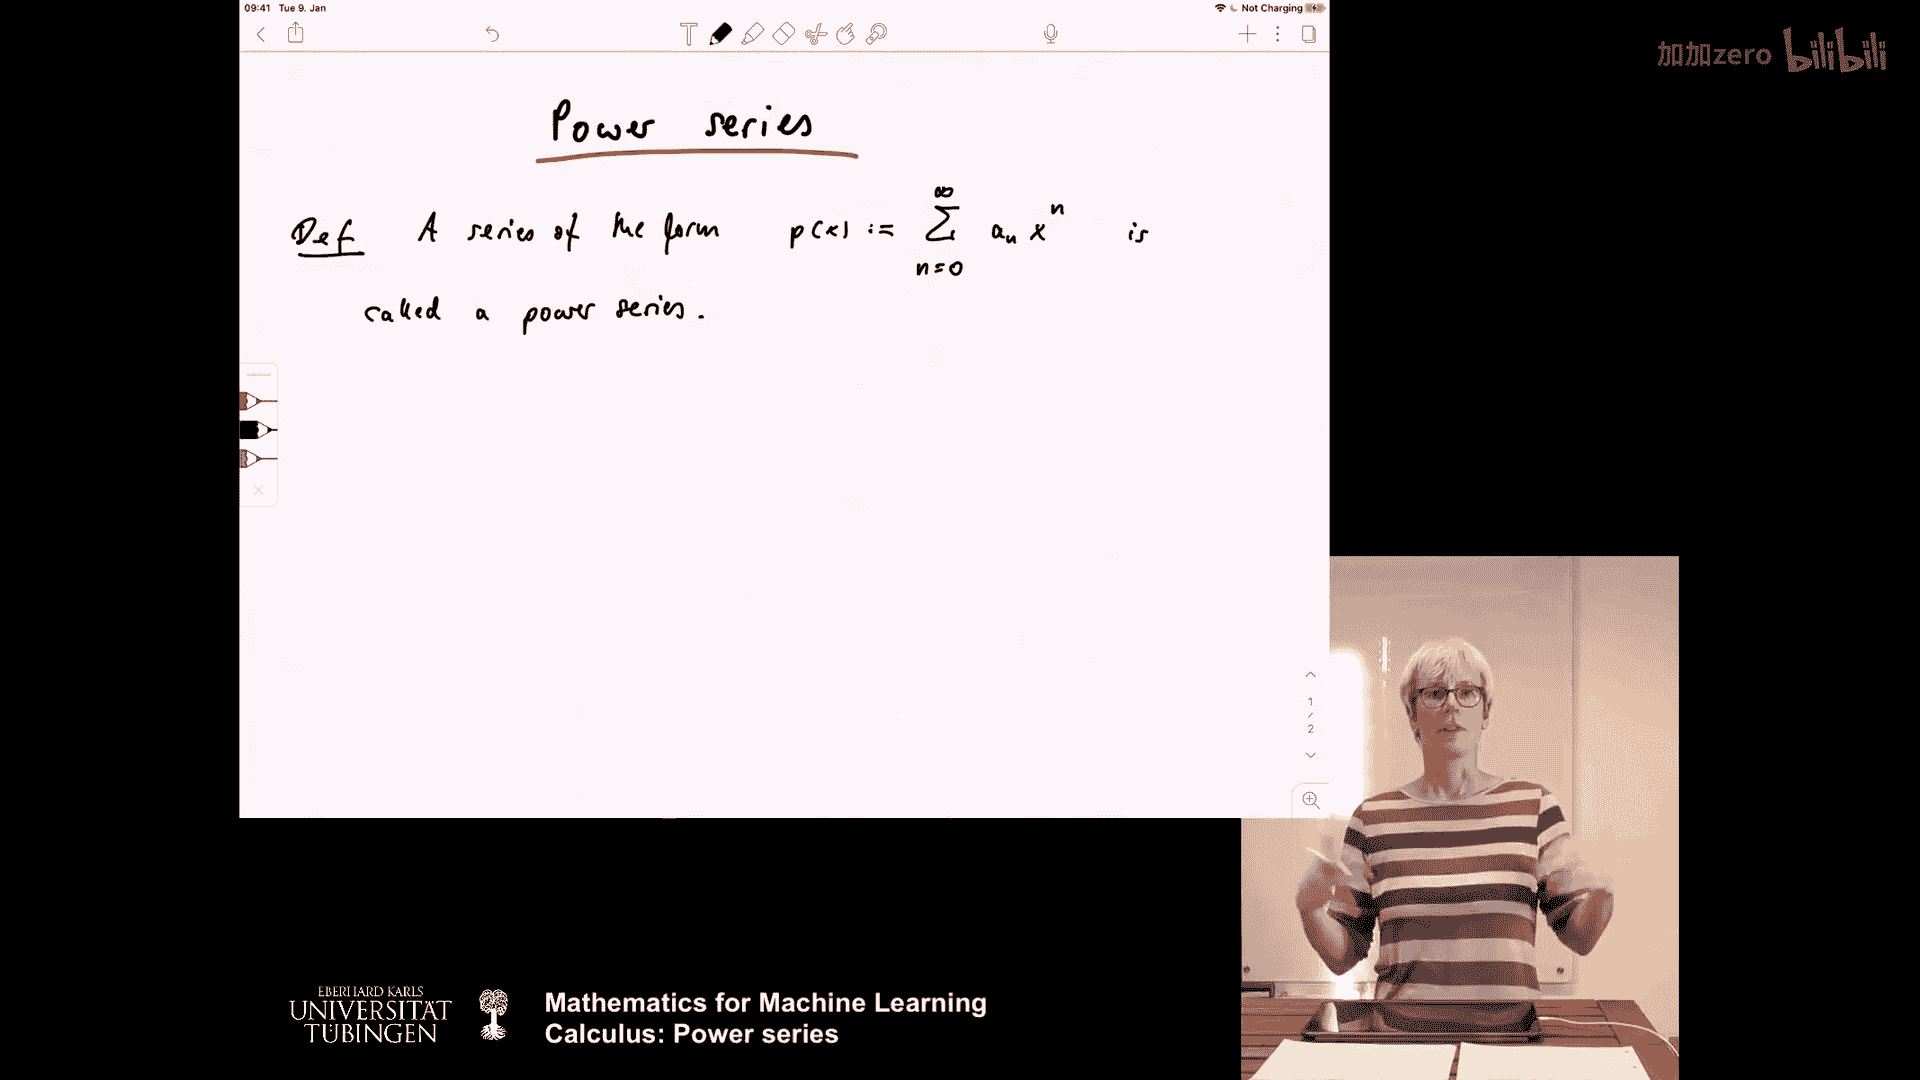 09:41 Tue 9. Jan
Not Charging
加加zero bilibili
Power series
Def A series of the form p(x) := ∑_{n=0}^{∞} a_n x^n is
called a power series.
1
/
2
EBERHARD KARLS
UNIVERSITÄT
TÜBINGEN
Mathematics for Machine Learning
Calculus: Power series